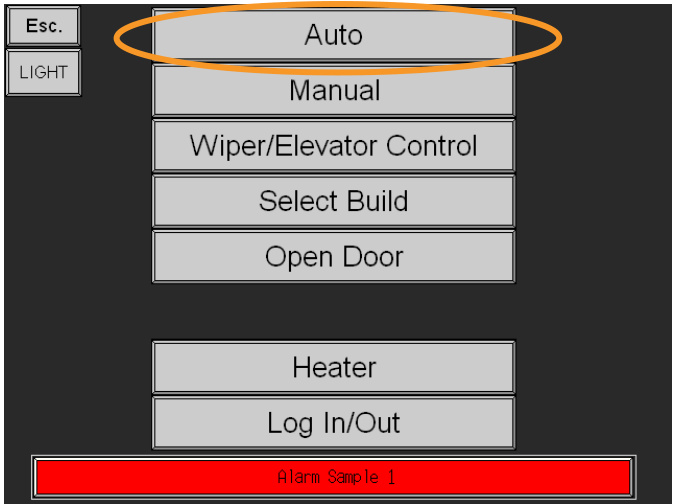 Esc.
Auto
LIGHT
Manual
Wiper/Elevator Control
Select Build
Open Door
Heater
Log In/Out
Alarm Sample 1